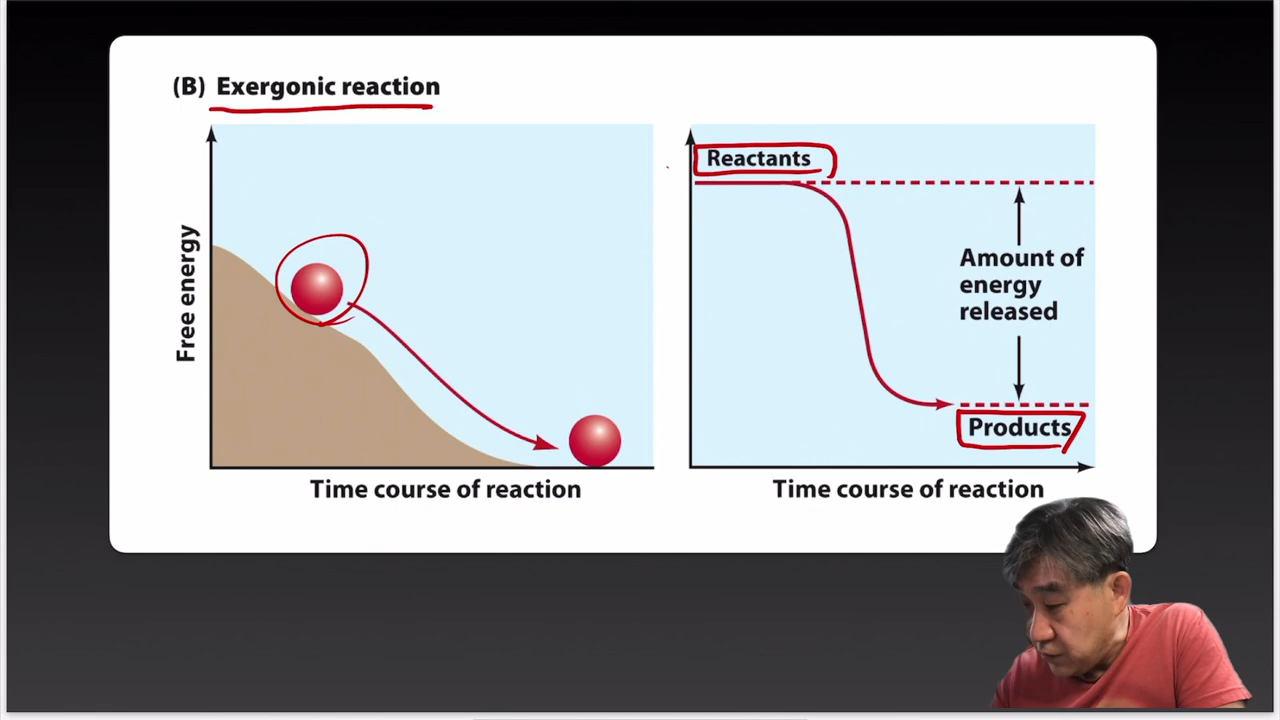 (B) Exergonic reaction
Free energy
Time course of reaction
Reactants
Amount of
energy
released
Products
Time course of reaction